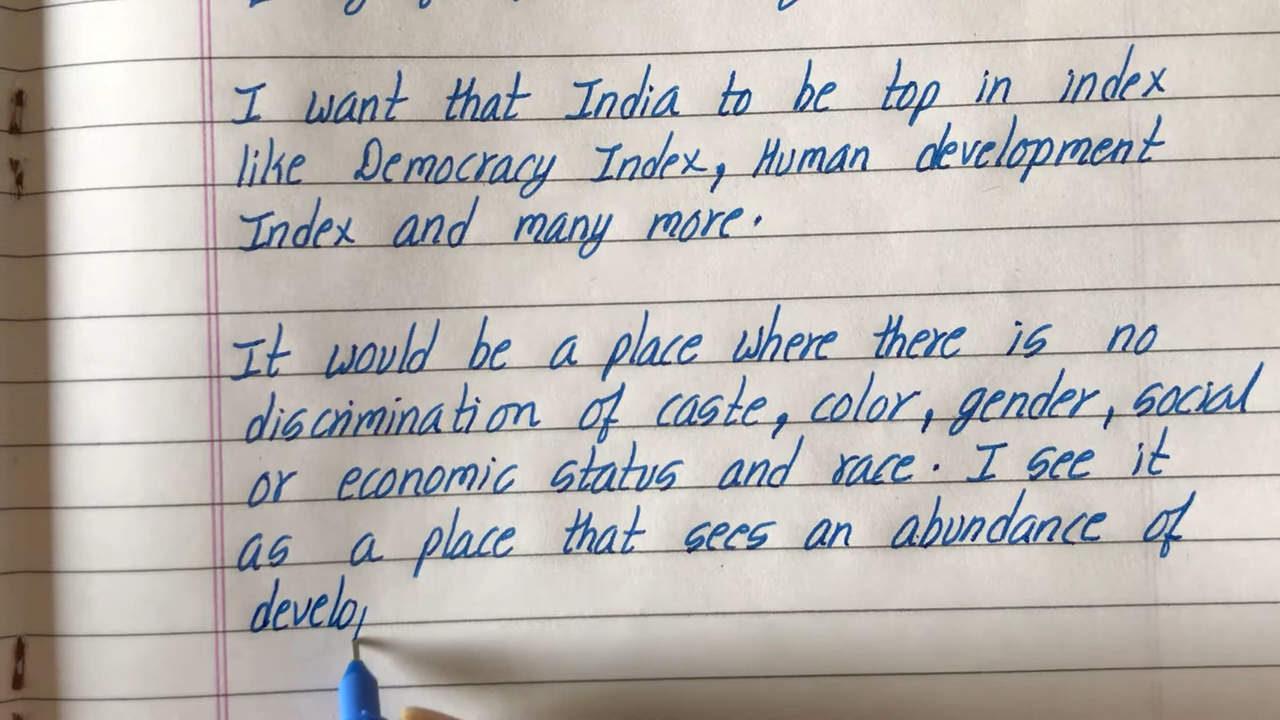 I want that India to be top in index
like Democracy Index, Human development
Index and many more.
It would be a place where there is no
discrimination of caste, color, gender, social
or economic status and race. I see it
as a place that sees an abundance of
develo